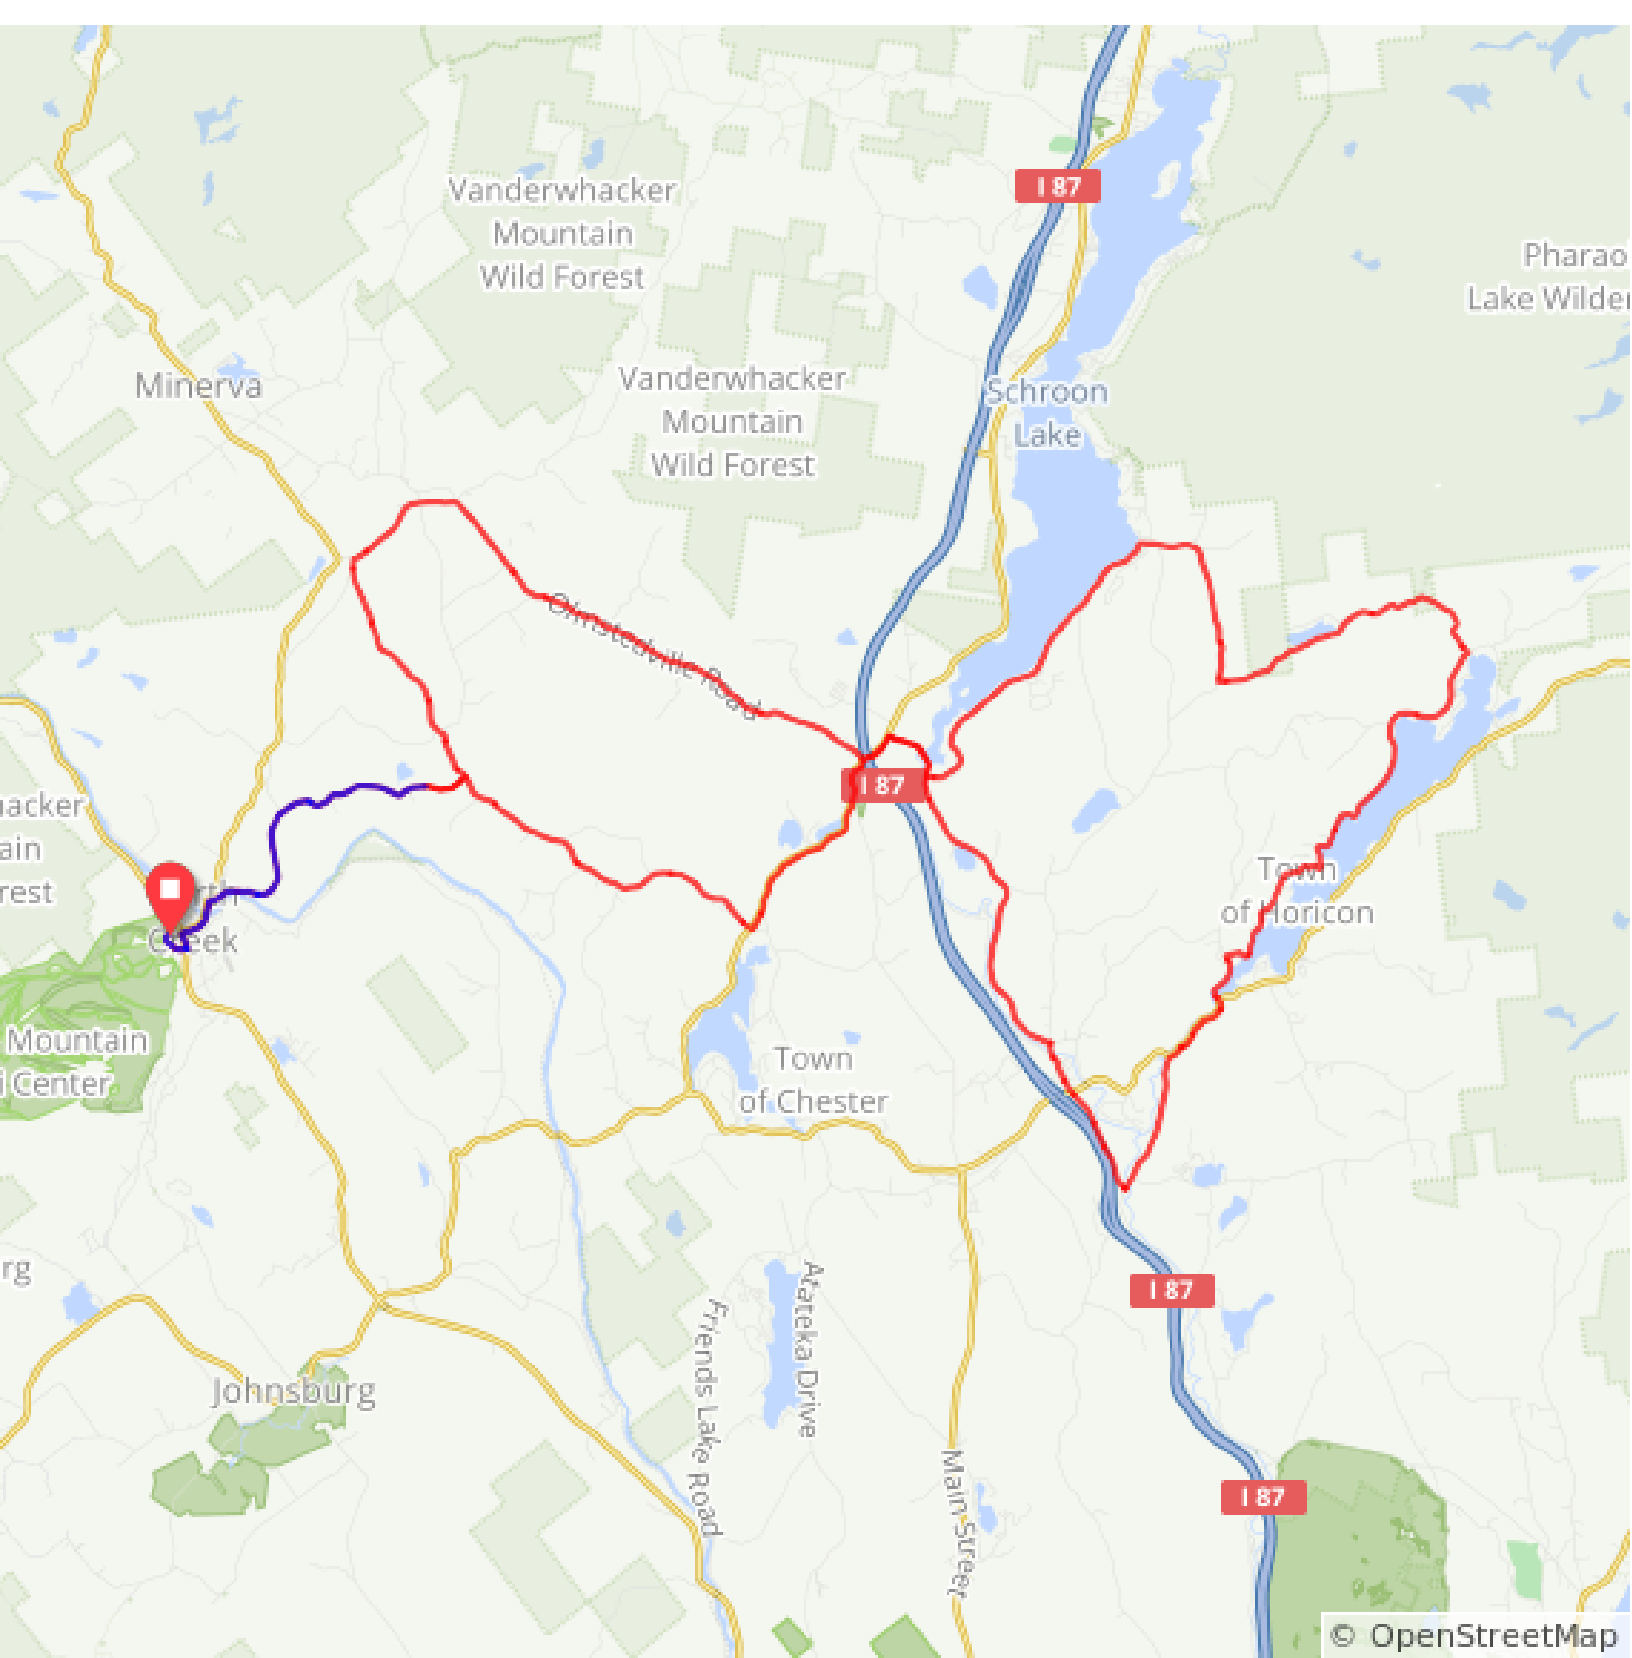 I 87
Vanderwhacker
Mountain
Wild Forest
Pharao
Lake Wilder
Minerva
Vanderwhacker
Mountain
Wild Forest
Schroon
Lake
Olmstedville Road
I 87
acker
ain
rest
Creek
Town
of Horicon
Mountain
i Center
Town
of Chester
rg
I 87
Atateka Drive
Friends Lake Road
Johnsburg
Main Street
I 87
© OpenStreetMap